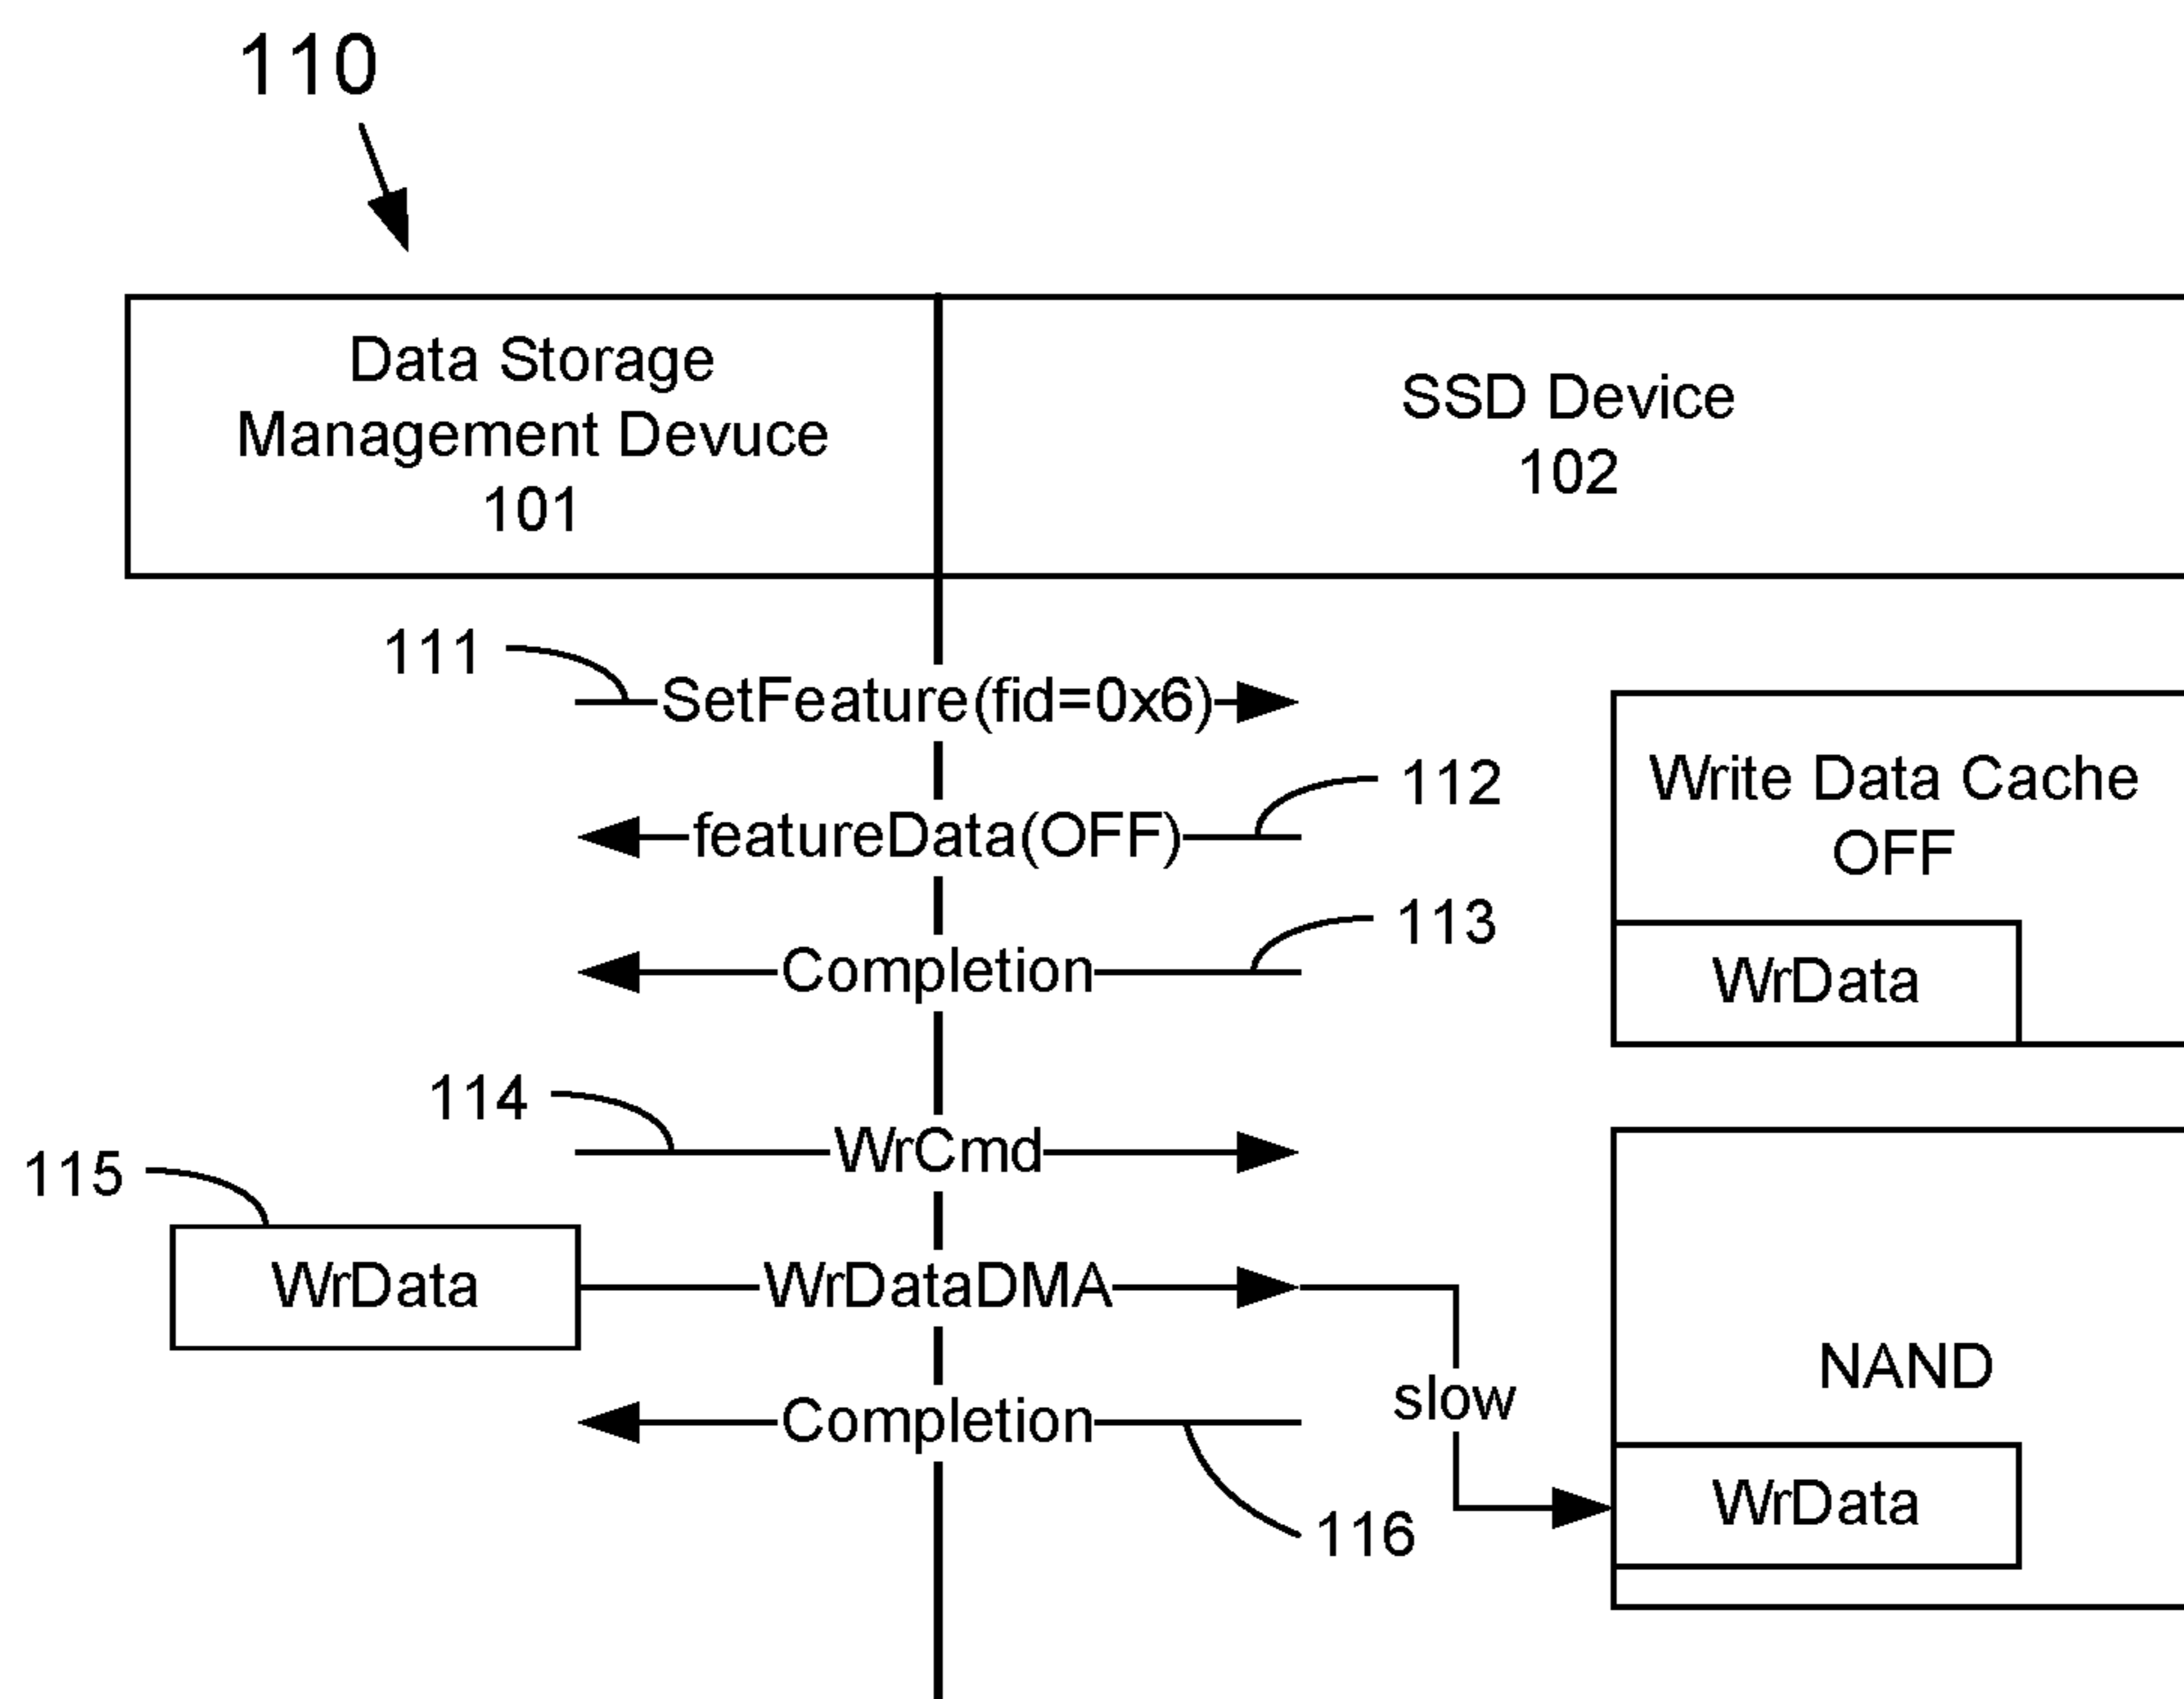 110
Data Storage
Management Devuce
101
SSD Device
102
111
SetFeature(fid=0x6)
112
featureData(OFF)
Write Data Cache
OFF
113
Completion
WrData
114
WrCmd
115
WrData
WrDataDMA
NAND
slow
Completion
WrData
116